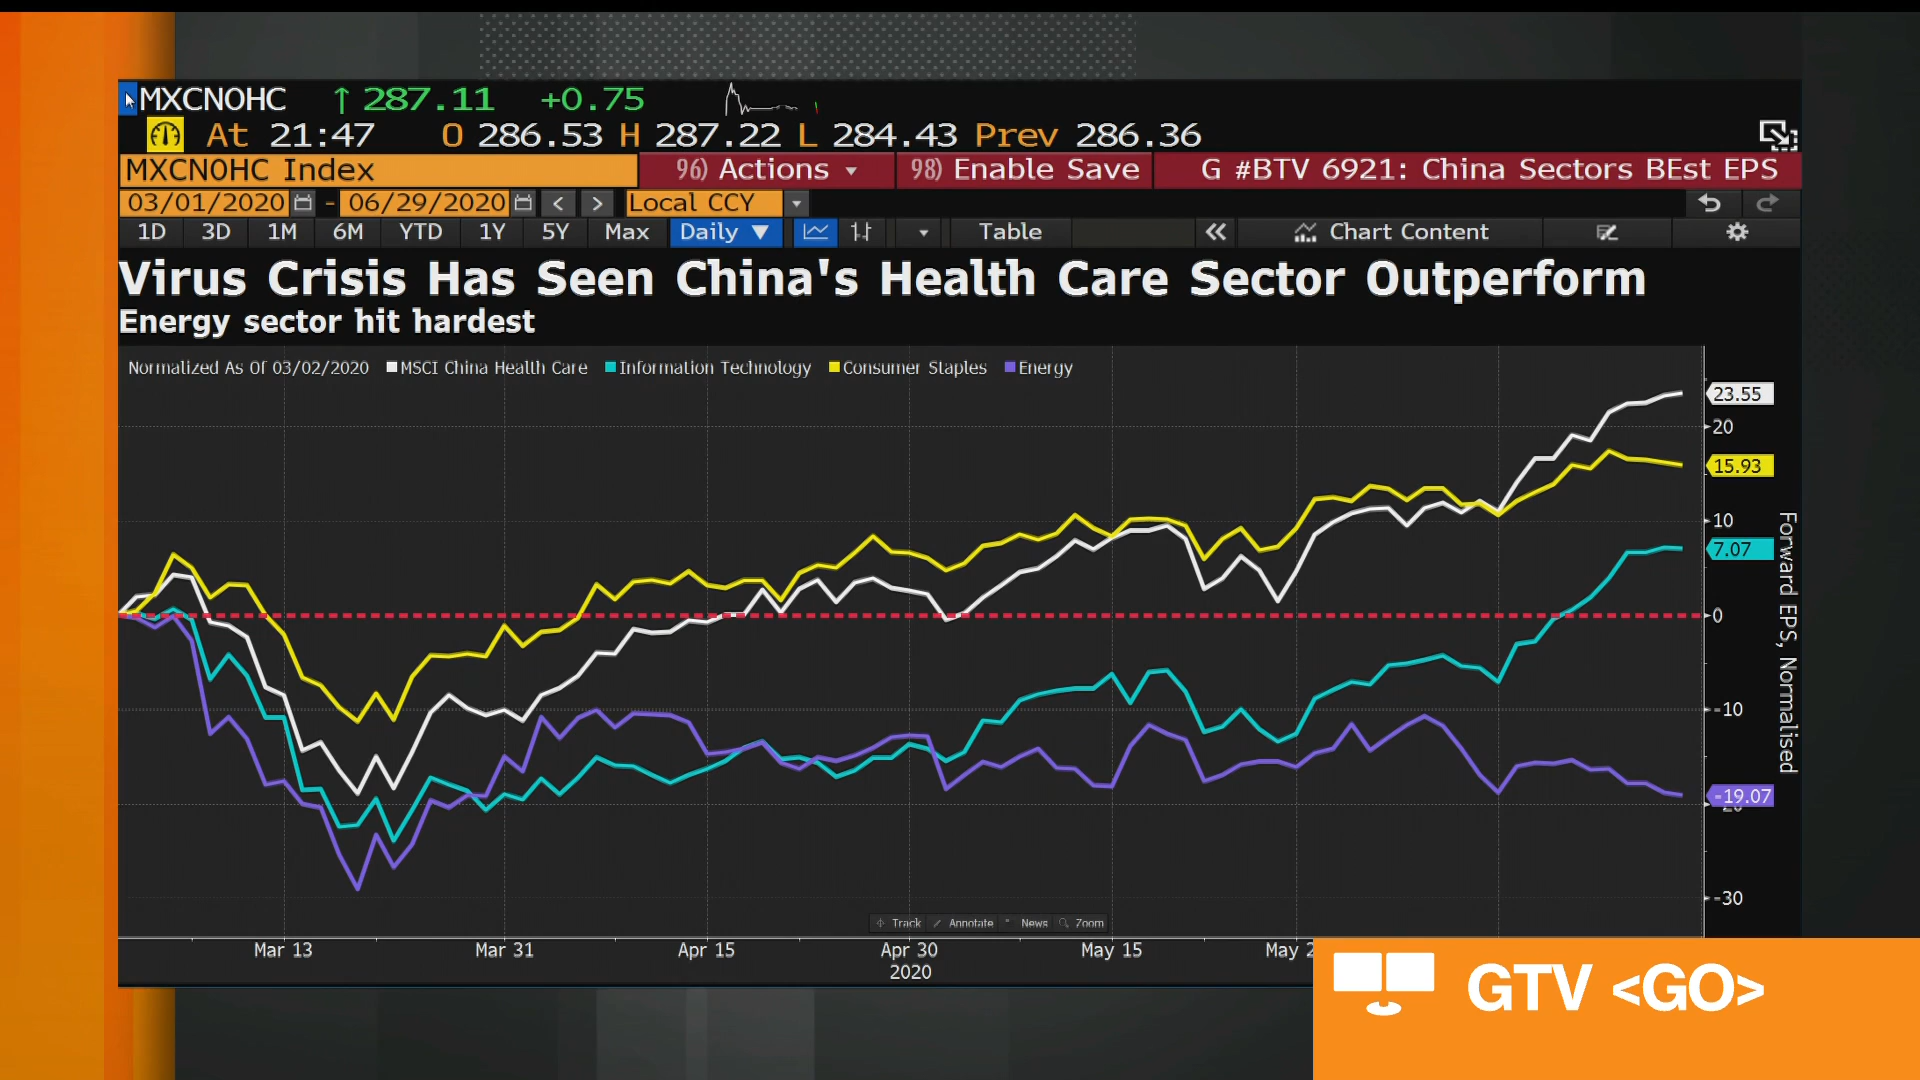 MXCNOHC ↑ 287.11 +0.75
At 21:47 O 286.53 H 287.22 L 284.43 Prev 286.36
MXCNOHC Index 96) Actions 98) Enable Save G #BTV 6921: China Sectors BEst EPS
03/01/2020 - 06/29/2020 < > Local CCY
1D 3D 1M 6M YTD 1Y 5Y Max Daily ▼ Table « Chart Content
Virus Crisis Has Seen China's Health Care Sector Outperform
Energy sector hit hardest
Normalized As Of 03/02/2020 MSCI China Health Care Information Technology Consumer Staples Energy
23.55
20
15.93
10
7.07
0
-10
-19.07
-30
Forward EPS, Normalised
Track Annotate News Zoom
Mar 13 Mar 31 Apr 15 Apr 30 May 15 May 2
2020
GTV <GO>